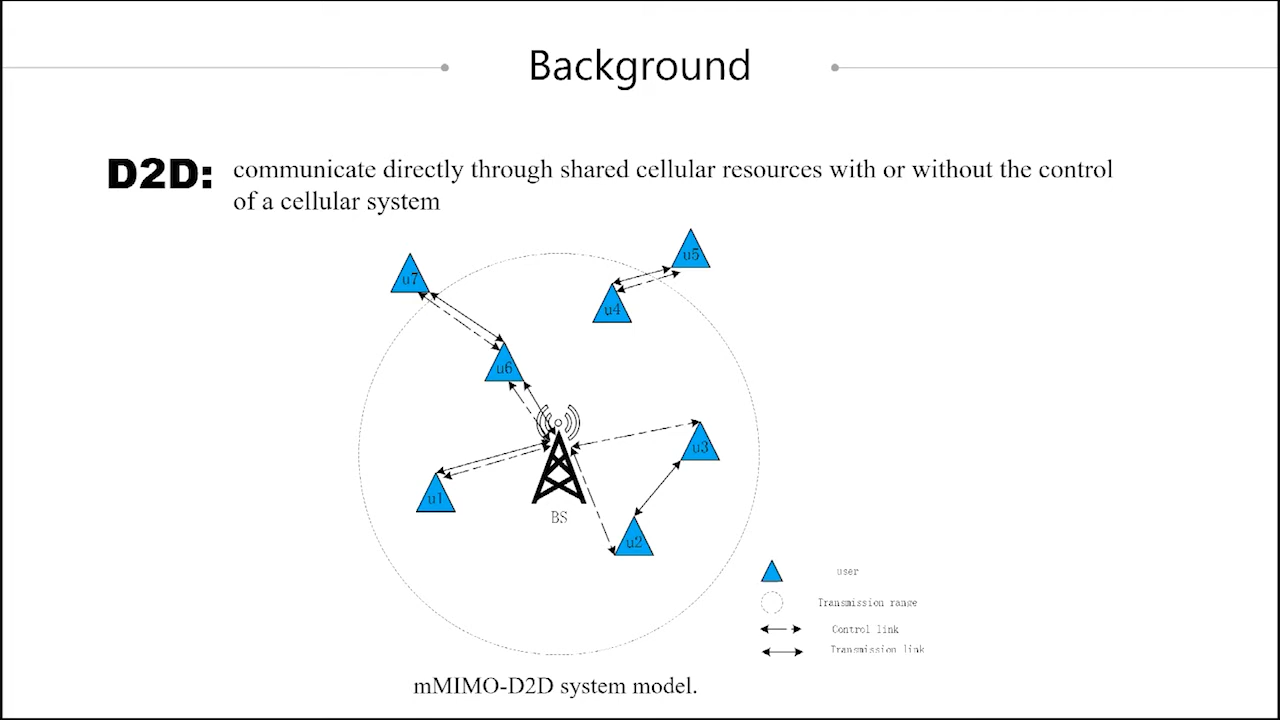 Background
D2D: communicate directly through shared cellular resources with or without the control
of a cellular system
u5
u7
u4
u6
u3
u1
BS
u2
user
Transmission range
Control link
Transmission link
mMIMO-D2D system model.